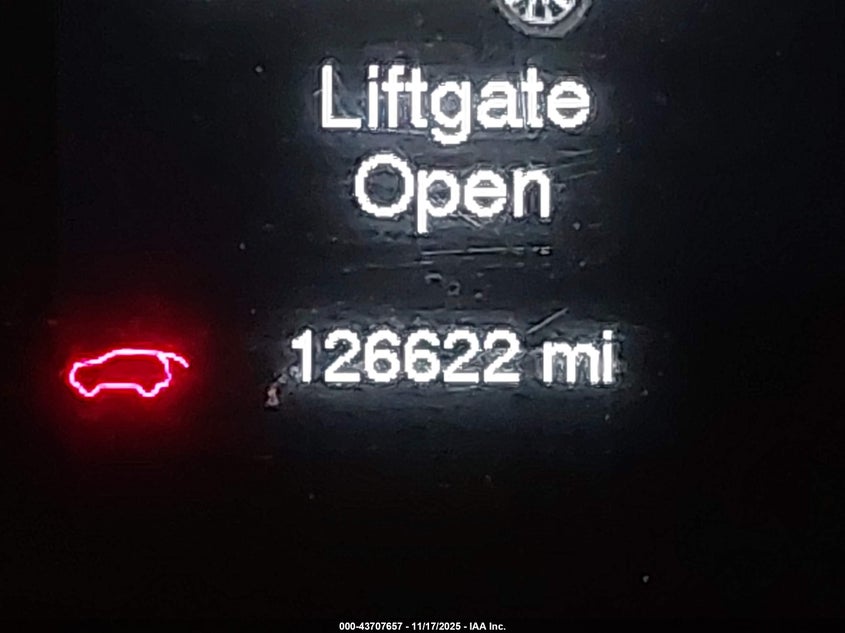 Liftgate
Open
126622 mi
000-43707657 - 11/17/2025 - IAA Inc.